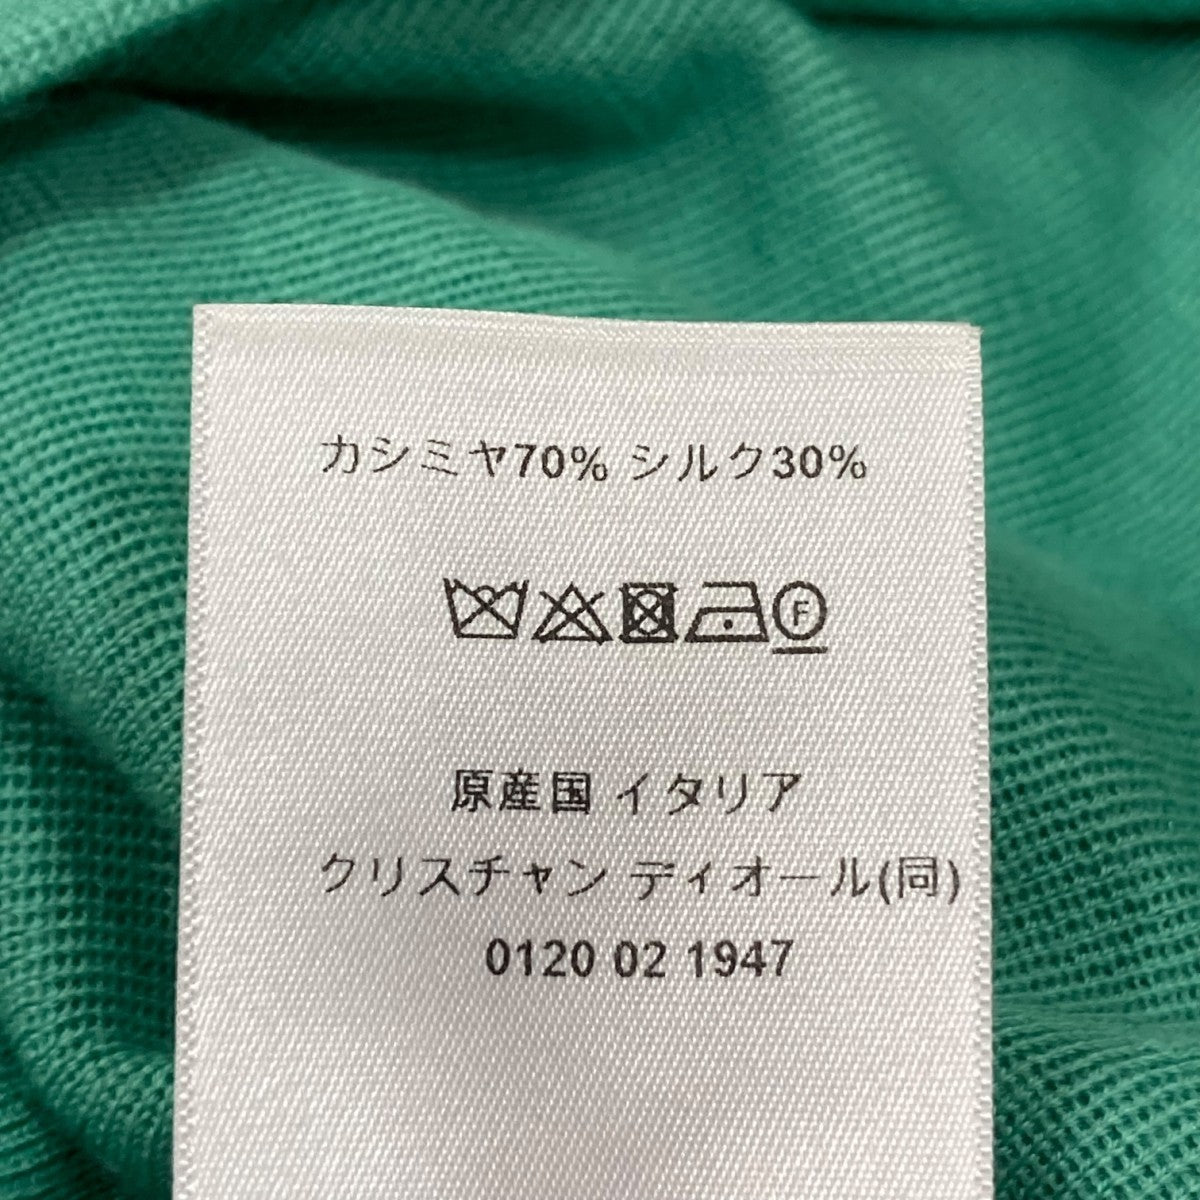 カシミヤ70% シルク30%
F
原産国 イタリア
クリスチャン ディオール(同)
0120 02 1947